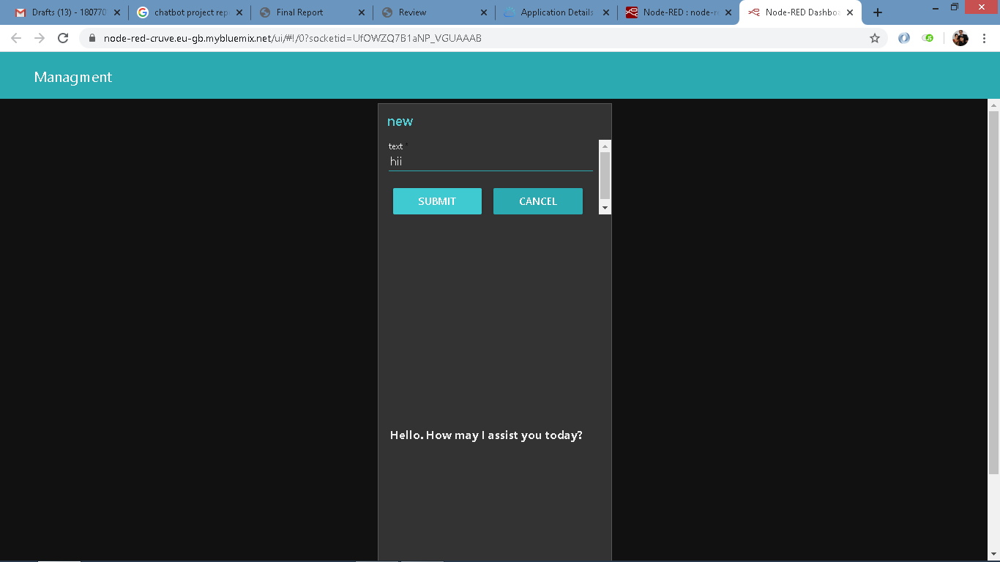 Drafts (13) - 180770
chatbot project rep
Final Report
Review
Application Details
Node-RED : node-r
Node-RED Dashboa
node-red-cruve.eu-gb.mybluemix.net/ui/#!/0?socketid=UfOWZQ7B1aNP_VGUAAAB
Managment
new
text
hii
SUBMIT CANCEL
Hello. How may I assist you today?